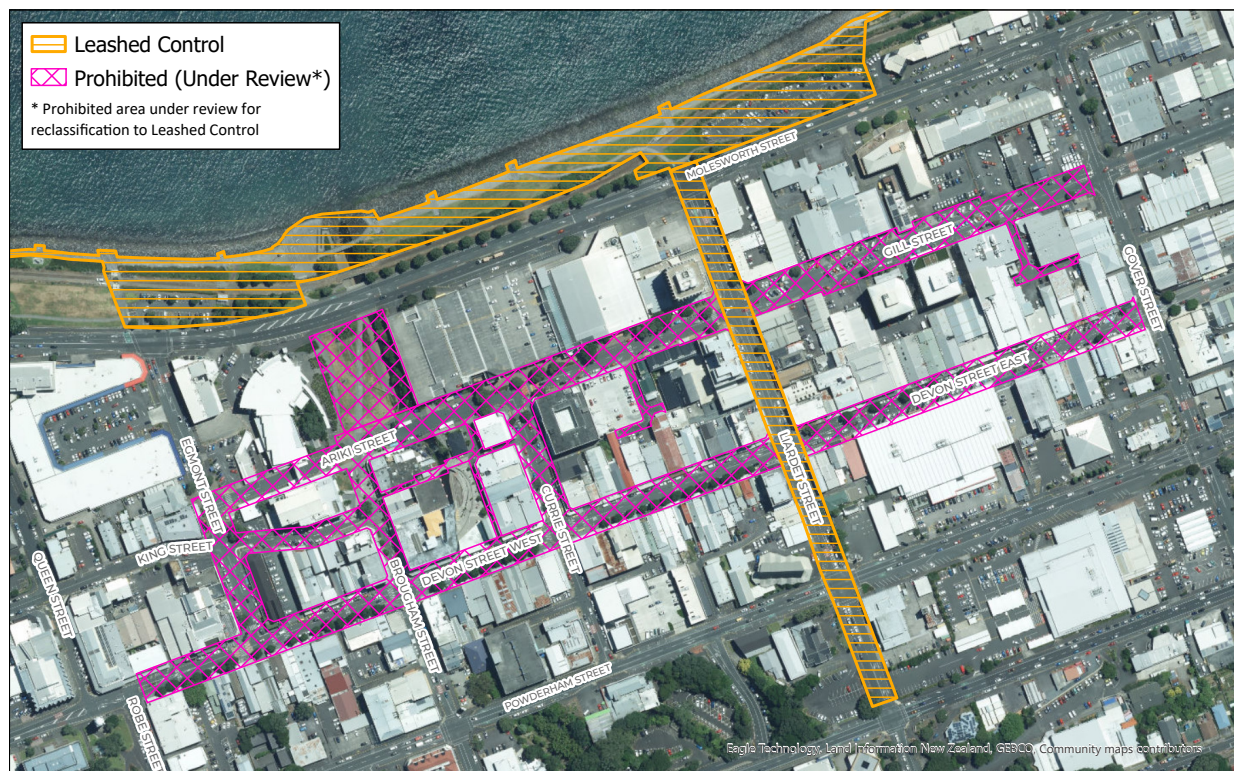 Leashed Control
Prohibited (Under Review*)
* Prohibited area under review for
reclassification to Leashed Control
MOLESWORTH STREET
GILL STREET
COVER STREET
DEVON STREET EAST
ARIKI STREET
EGMONT STREET
LIARDET STREET
CURRIE STREET
KING STREET
DEVON STREET WEST
QUEEN STREET
BROUGHAM STREET
POWDERHAM STREET
ROBE STREET
Eagle Technology, Land Information New Zealand, GEBCO, Community maps contributors